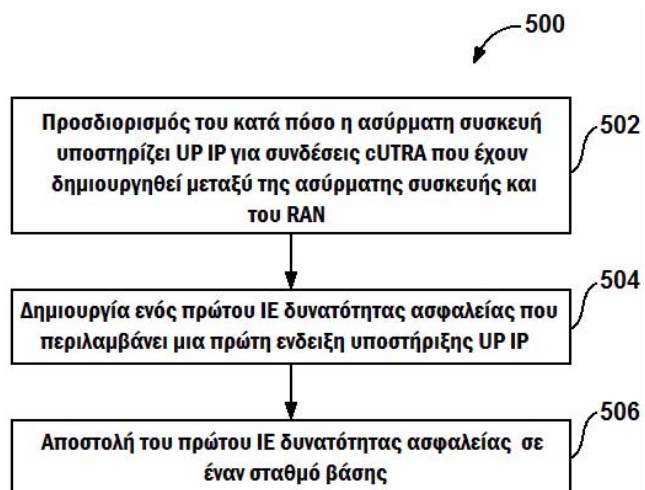 500
Προσδιορισμός του κατά πόσο η ασύρματη συσκευή
υποστηρίζει UP IP για συνδέσεις cUTRA που έχουν
δημιουργηθεί μεταξύ της ασύρματης συσκευής και
του RAN
502
Δημιουργία ενός πρώτου IE δυνατότητας ασφαλείας που
περιλαμβάνει μια πρώτη ενδειξη υποστήριξης UP IP
504
Αποστολή του πρώτου IE δυνατότητας ασφαλείας σε
έναν σταθμό βάσης
506